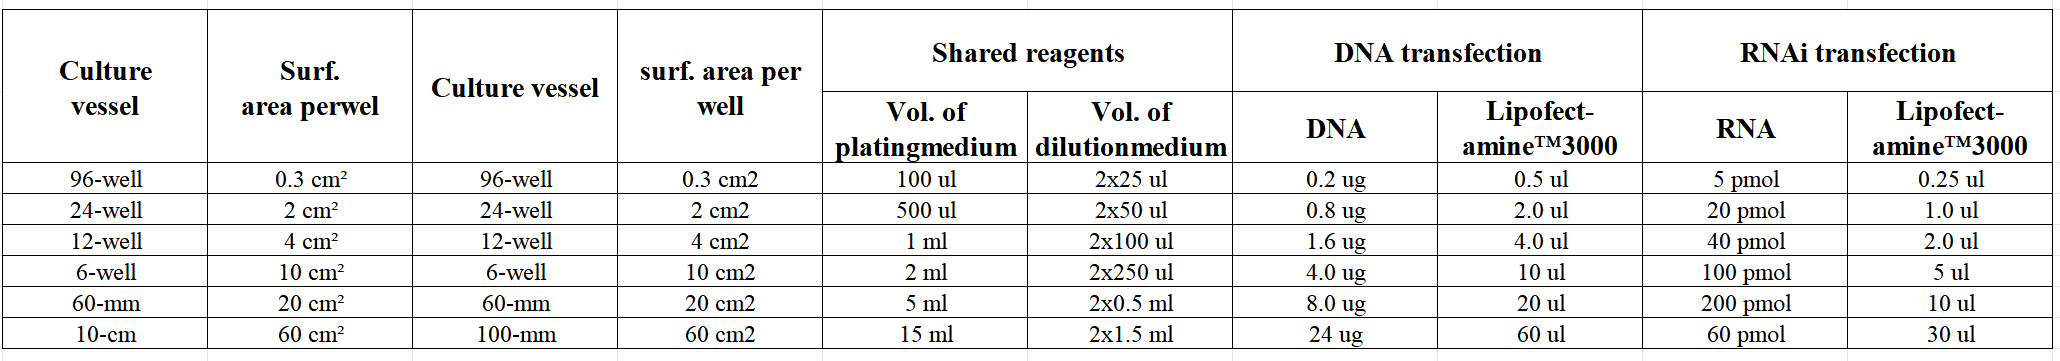 Culture vessel Surf. area perwel Culture vessel surf. area per well Shared reagents DNA transfection RNAi transfection
Vol. of platingmedium Vol. of dilutionmedium DNA Lipofect-amine™3000 RNA Lipofect-amine™3000
96-well 0.3 cm² 96-well 0.3 cm2 100 ul 2x25 ul 0.2 ug 0.5 ul 5 pmol 0.25 ul
24-well 2 cm² 24-well 2 cm2 500 ul 2x50 ul 0.8 ug 2.0 ul 20 pmol 1.0 ul
12-well 4 cm² 12-well 4 cm2 1 ml 2x100 ul 1.6 ug 4.0 ul 40 pmol 2.0 ul
6-well 10 cm² 6-well 10 cm2 2 ml 2x250 ul 4.0 ug 10 ul 100 pmol 5 ul
60-mm 20 cm² 60-mm 20 cm2 5 ml 2x0.5 ml 8.0 ug 20 ul 200 pmol 10 ul
10-cm 60 cm² 100-mm 60 cm2 15 ml 2x1.5 ml 24 ug 60 ul 60 pmol 30 ul